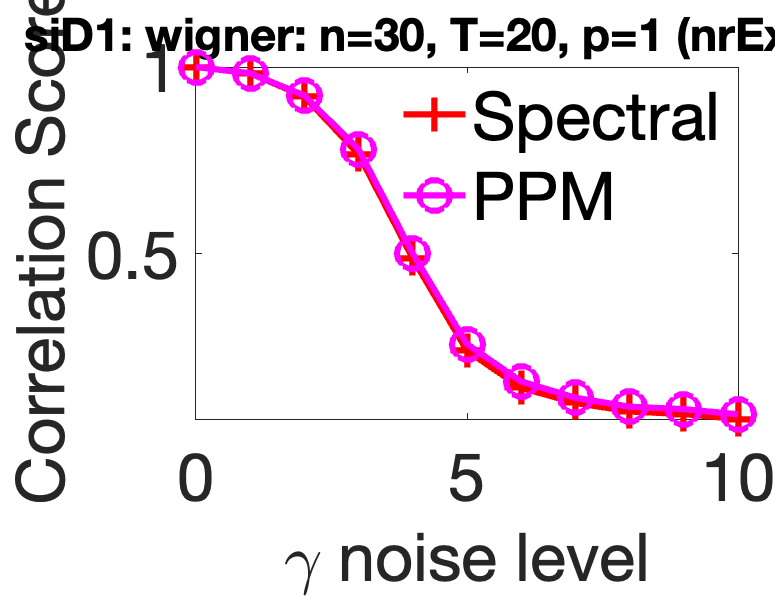 siD1: wigner: n=30, T=20, p=1 (nrEx
Correlation Score
1
0.5
Spectral
PPM
0 5 10
γ noise level